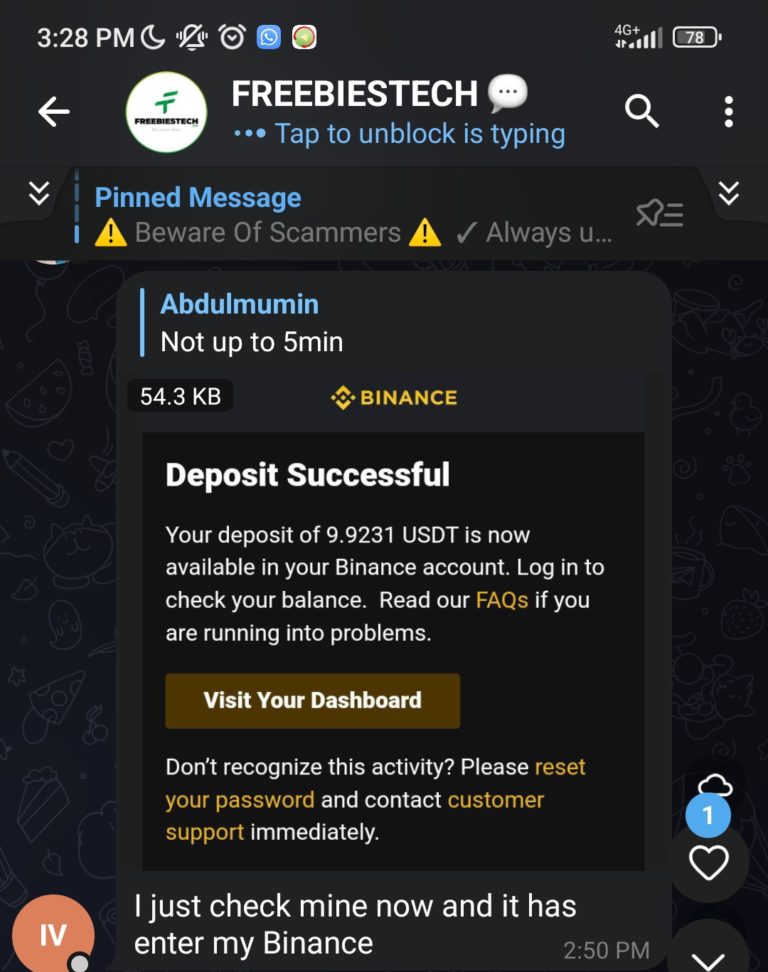 3:28 PM
4G+
78
FREEBIESTECH
FREEBIESTECH
Tap to unblock is typing
Pinned Message
⚠️ Beware Of Scammers ⚠️ ✓ Always u...
Abdulmumin
Not up to 5min
54.3 KB
BINANCE
Deposit Successful
Your deposit of 9.9231 USDT is now
available in your Binance account. Log in to
check your balance. Read our FAQs if you
are running into problems.
Visit Your Dashboard
Don't recognize this activity? Please reset
your password and contact customer
support immediately.
1
I just check mine now and it has
enter my Binance
IV
2:50 PM